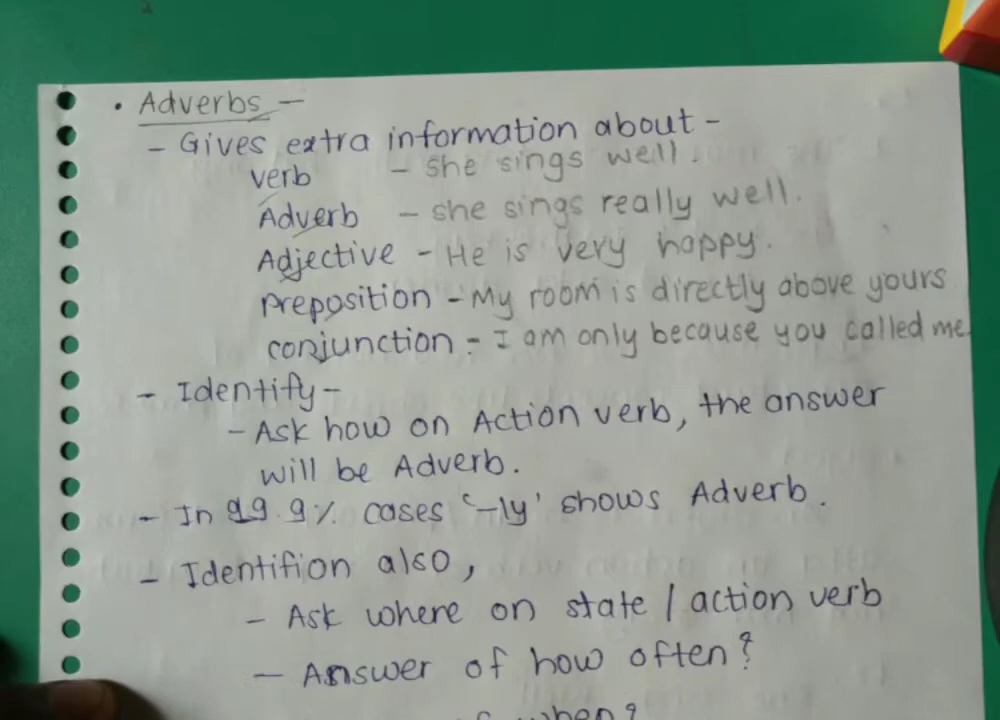 • Adverbs –
- Gives extra information about -
verb - she sings well.
Adverb - she sings really well.
Adjective - He is very happy.
preposition - My room is directly above yours
conjunction - I am only because you called me
- Identify -
- Ask how on Action verb, the answer
will be Adverb.
- In 99.9% cases '-ly' shows Adverb.
- Identifion also,
- Ask where on state / action verb
- Answer of how often?
when?